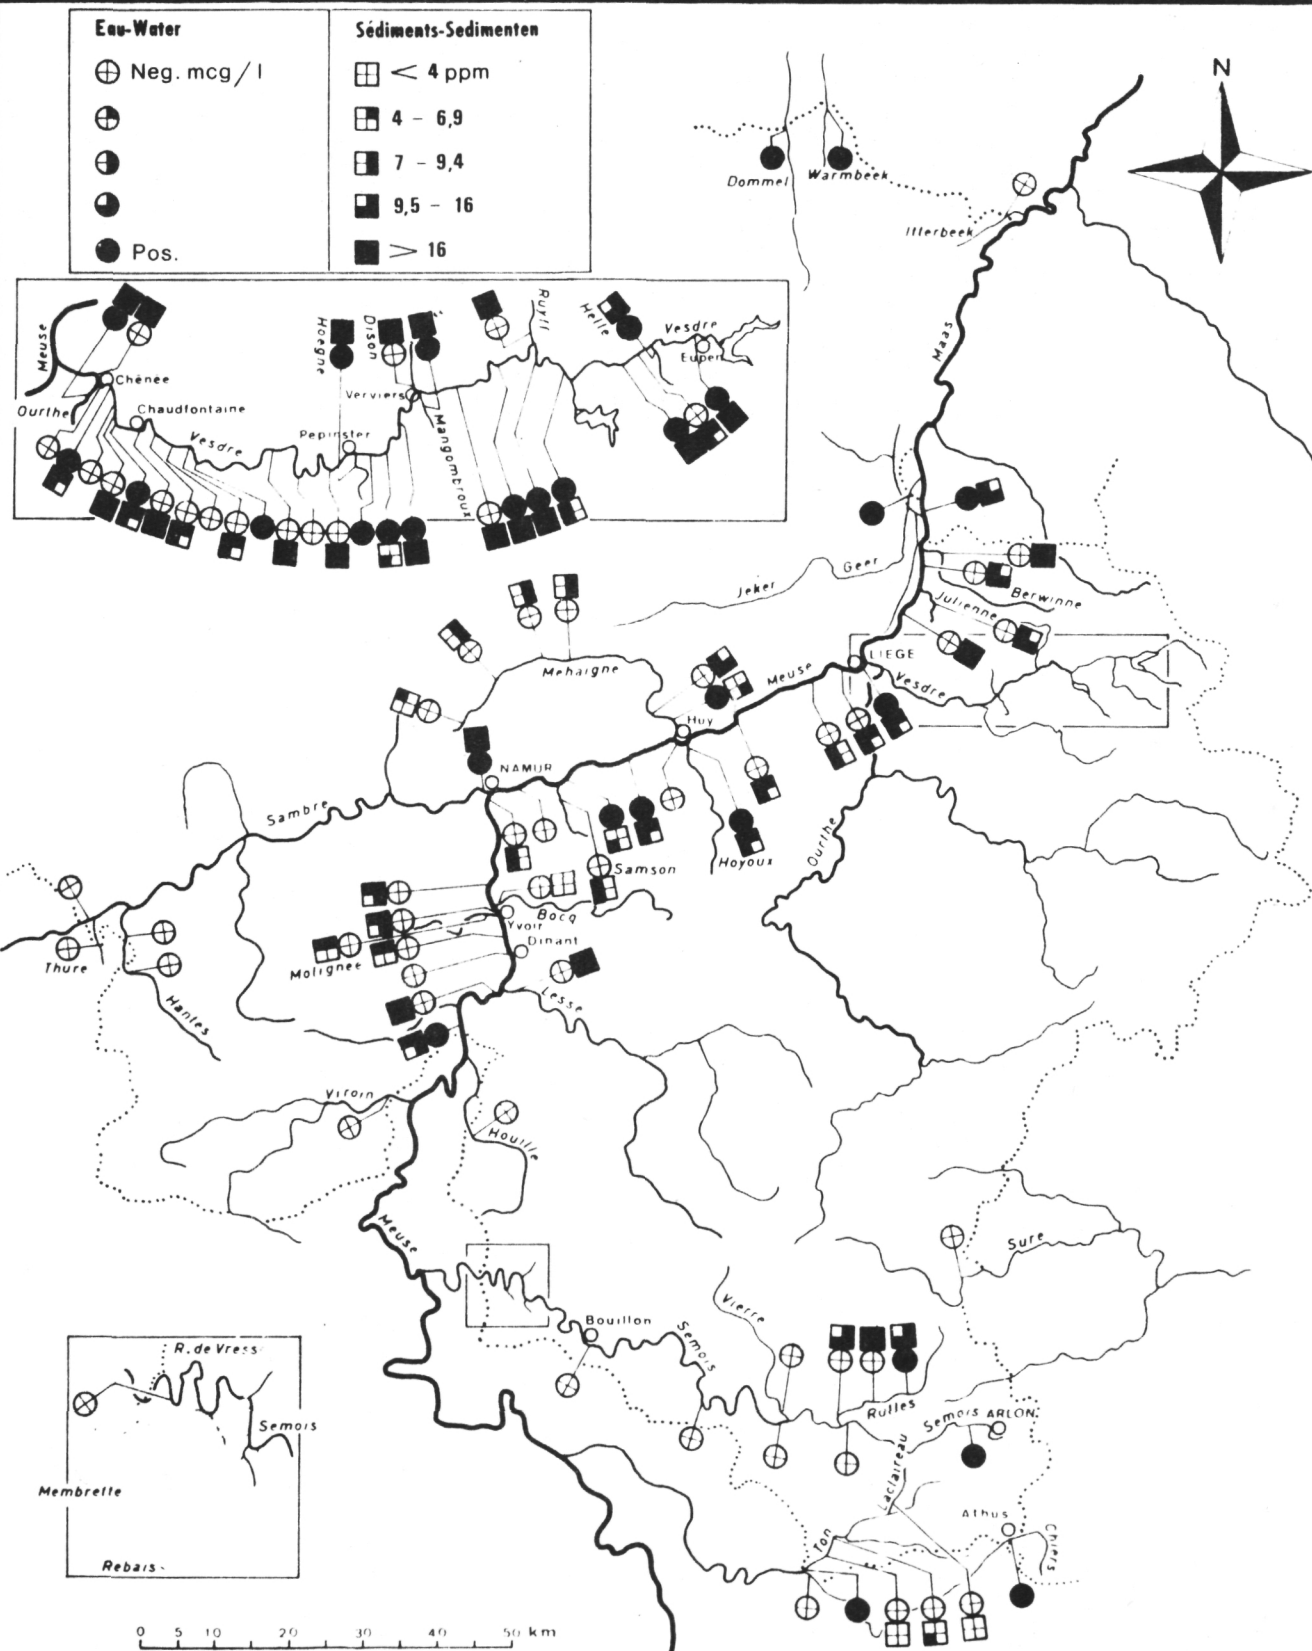 Eau-Water
Sédiments-Sedimenten
Neg. mcg/l
< 4 ppm
4 - 6,9
7 - 9,4
9,5 - 16
Pos.
> 16
N
Dommel
Warmbeek
Itterbeek
Maas
Meuse
Ourthe
Chênée
Chaudfontaine
Vesdre
Hoegne
Pepinster
Dison
Verviers
Mangombroux
Ruyff
Helle
Vesdre
Eupen
Jeker
Geer
Berwinne
Julienne
LIEGE
Vesdre
Mehaigne
Meuse
Huy
NAMUR
Sambre
Samson
Hoyoux
Ourthe
Bocq
Yvoir
Dinant
Molignee
Thure
Hantes
Lesse
Viroin
Houille
Meuse
Sure
Vierre
Bouillon
Semois
Rulles
Semois
ARLON
R. de Vress
Semois
Membrette
Rebais
Laclaireau
Athus
Ton
Chiers
0 5 10 20 30 40 50 km